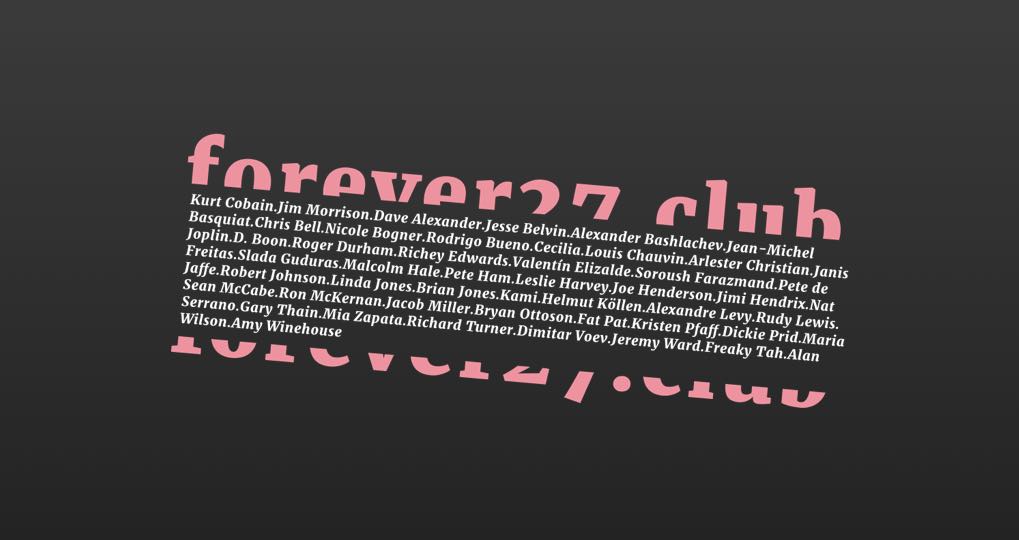 forever27.club
Kurt Cobain.Jim Morrison.Dave Alexander.Jesse Belvin.Alexander Bashlachev.Jean-Michel
Basquiat.Chris Bell.Nicole Bogner.Rodrigo Bueno.Cecilia.Louis Chauvin.Arlester Christian.Janis
Joplin.D. Boon.Roger Durham.Richey Edwards.Valentín Elizalde.Soroush Farazmand.Pete de
Freitas.Slada Guduras.Malcolm Hale.Pete Ham.Leslie Harvey.Joe Henderson.Jimi Hendrix.Nat
Jaffe.Robert Johnson.Linda Jones.Brian Jones.Kami.Helmut Köllen.Alexandre Levy.Rudy Lewis.
Sean McCabe.Ron McKernan.Jacob Miller.Bryan Ottoson.Fat Pat.Kristen Pfaff.Dickie Prid.Maria
Serrano.Gary Thain.Mia Zapata.Richard Turner.Dimitar Voev.Jeremy Ward.Freaky Tah.Alan
Wilson.Amy Winehouse